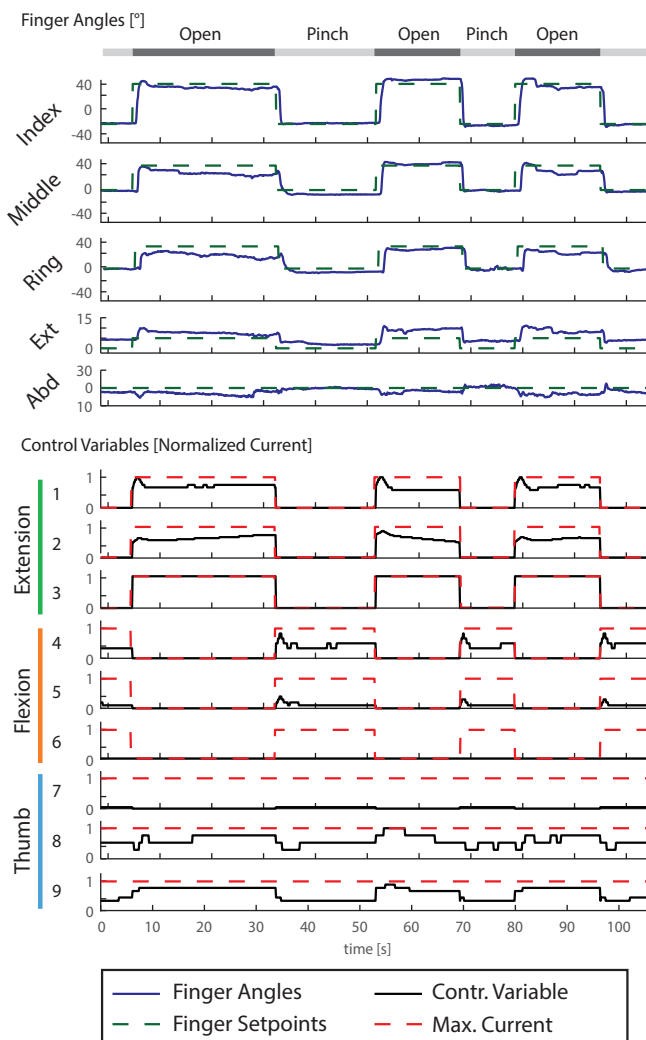 Finger Angles [°]
Open Pinch Open Pinch Open
Index
40
0
-40
Middle
40
0
-40
Ring
40
0
-40
Ext
15
0
Abd
30
0
10
Control Variables [Normalized Current]
Extension
1
1
0
2
1
0
3
1
0
Flexion
4
1
0
5
1
0
6
1
0
Thumb
7
1
0
8
1
0
9
1
0
0 10 20 30 40 50 60 70 80 90 100
time [s]
Finger Angles Contr. Variable
Finger Setpoints Max. Current